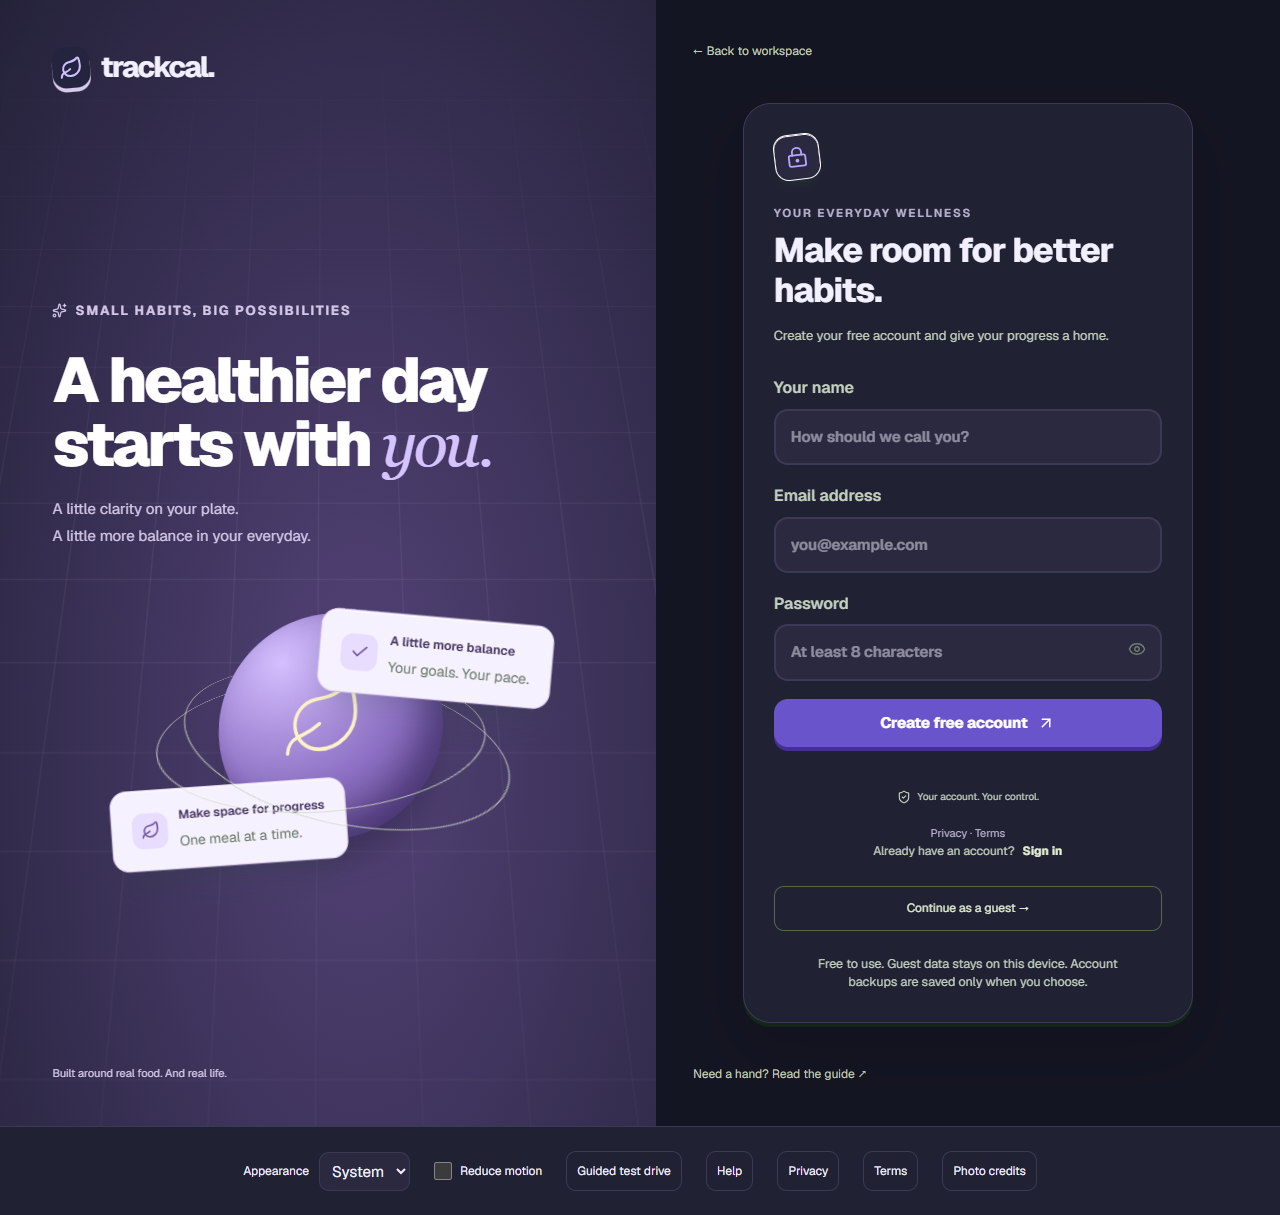 trackcal.
SMALL HABITS, BIG POSSIBILITIES
A healthier day
starts with you.
A little clarity on your plate.
A little more balance in your everyday.
A little more balance
Your goals. Your pace.
Make space for progress
One meal at a time.
Built around real food. And real life.
← Back to workspace
YOUR EVERYDAY WELLNESS
Make room for better
habits.
Create your free account and give your progress a home.
Your name
How should we call you?
Email address
you@example.com
Password
At least 8 characters
Create free account
Your account. Your control.
Privacy · Terms
Already have an account? Sign in
Continue as a guest →
Free to use. Guest data stays on this device. Account
backups are saved only when you choose.
Need a hand? Read the guide ↗
Appearance System Reduce motion Guided test drive Help Privacy Terms Photo credits